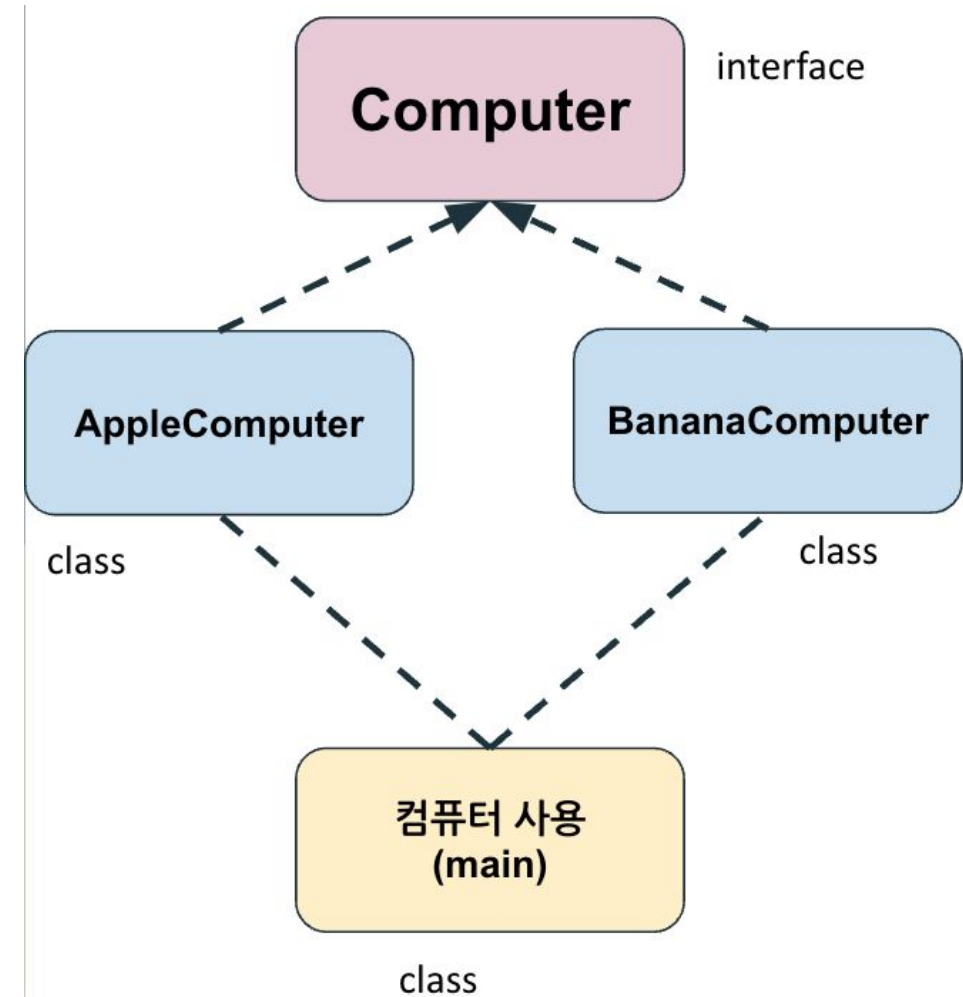 Computer
interface
AppleComputer
BananaComputer
class
class
컴퓨터 사용
(main)
class